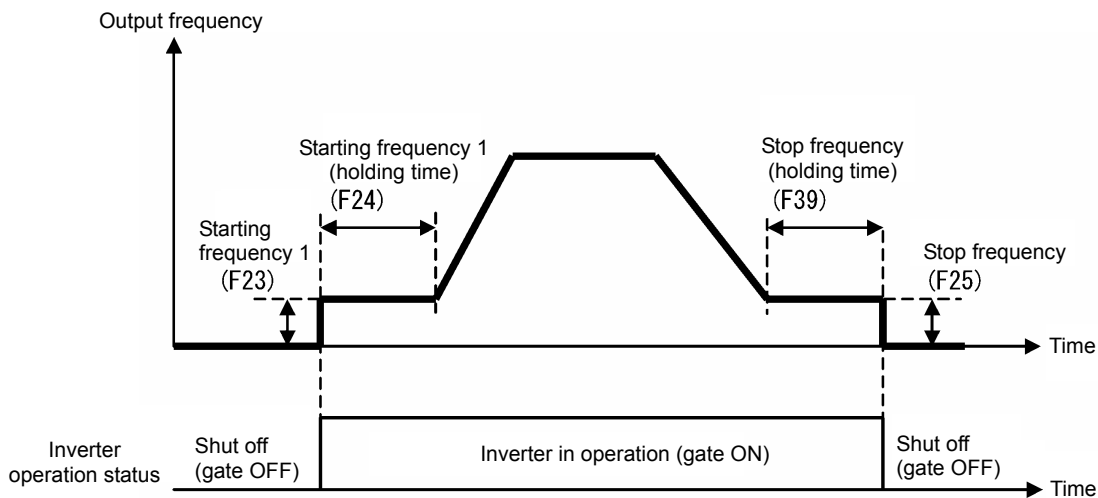 Output frequency
Starting frequency 1
(holding time)
(F24)
Stop frequency
(holding time)
(F39)
Starting
frequency 1
(F23)
Stop frequency
(F25)
Time
Inverter
operation status
Shut off
(gate OFF)
Inverter in operation (gate ON)
Shut off
(gate OFF)
Time